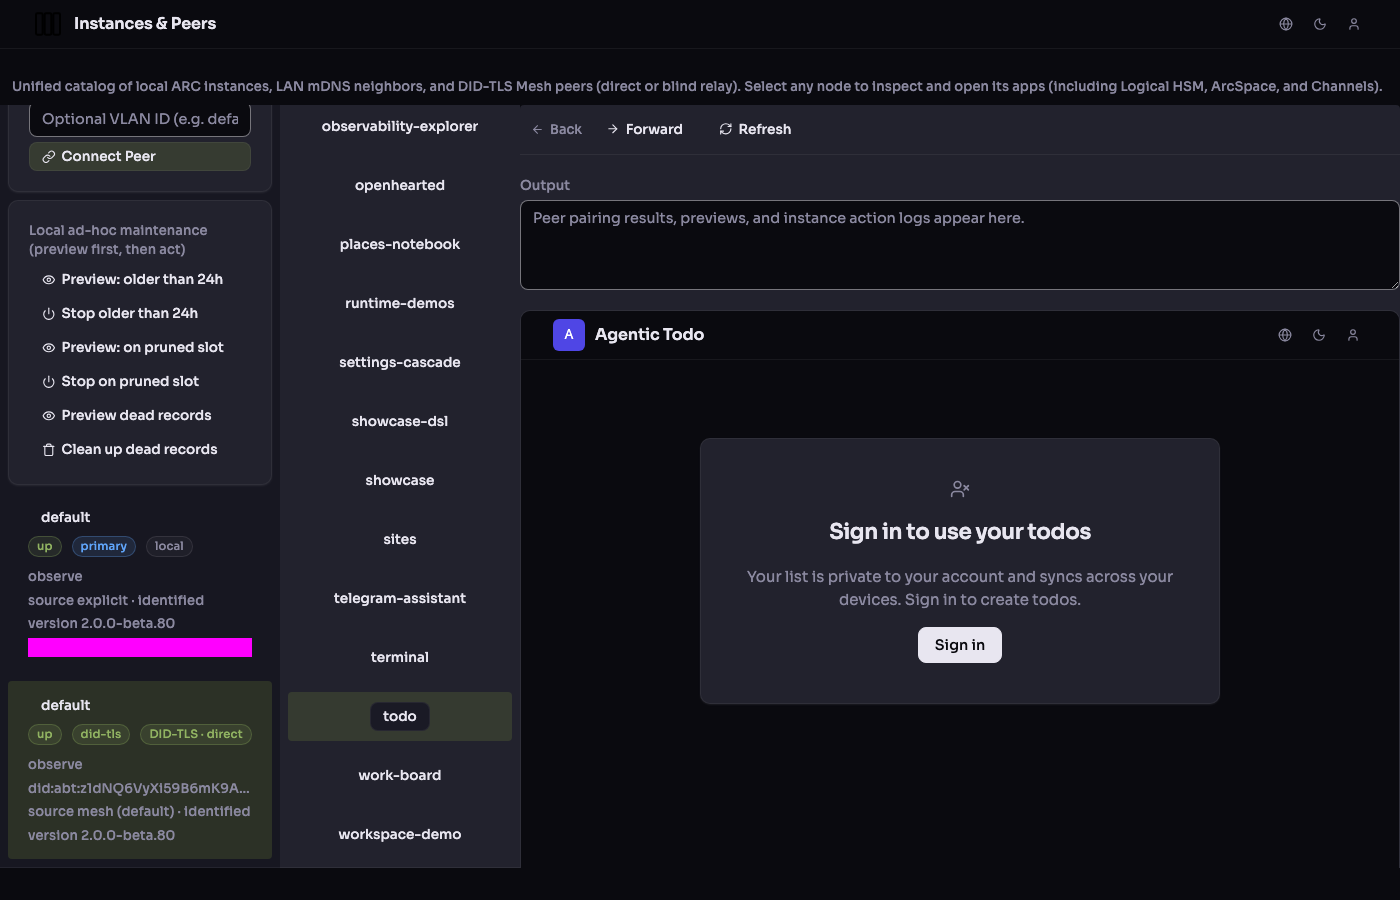 Instances & Peers
Unified catalog of local ARC instances, LAN mDNS neighbors, and DID-TLS Mesh peers (direct or blind relay). Select any node to inspect and open its apps (including Logical HSM, ArcSpace, and Channels).
Optional VLAN ID (e.g. defa
Connect Peer
Local ad-hoc maintenance
(preview first, then act)
Preview: older than 24h
Stop older than 24h
Preview: on pruned slot
Stop on pruned slot
Preview dead records
Clean up dead records
default
up
primary
local
observe
source explicit · identified
version 2.0.0-beta.80
default
up
did-tls
DID-TLS · direct
observe
did:abt:z1dNQ6VyXi59B6mK9A...
source mesh (default) · identified
version 2.0.0-beta.80
observability-explorer
openhearted
places-notebook
runtime-demos
settings-cascade
showcase-dsl
showcase
sites
telegram-assistant
terminal
todo
work-board
workspace-demo
Back
Forward
Refresh
Output
Peer pairing results, previews, and instance action logs appear here.
A
Agentic Todo
Sign in to use your todos
Your list is private to your account and syncs across your
devices. Sign in to create todos.
Sign in